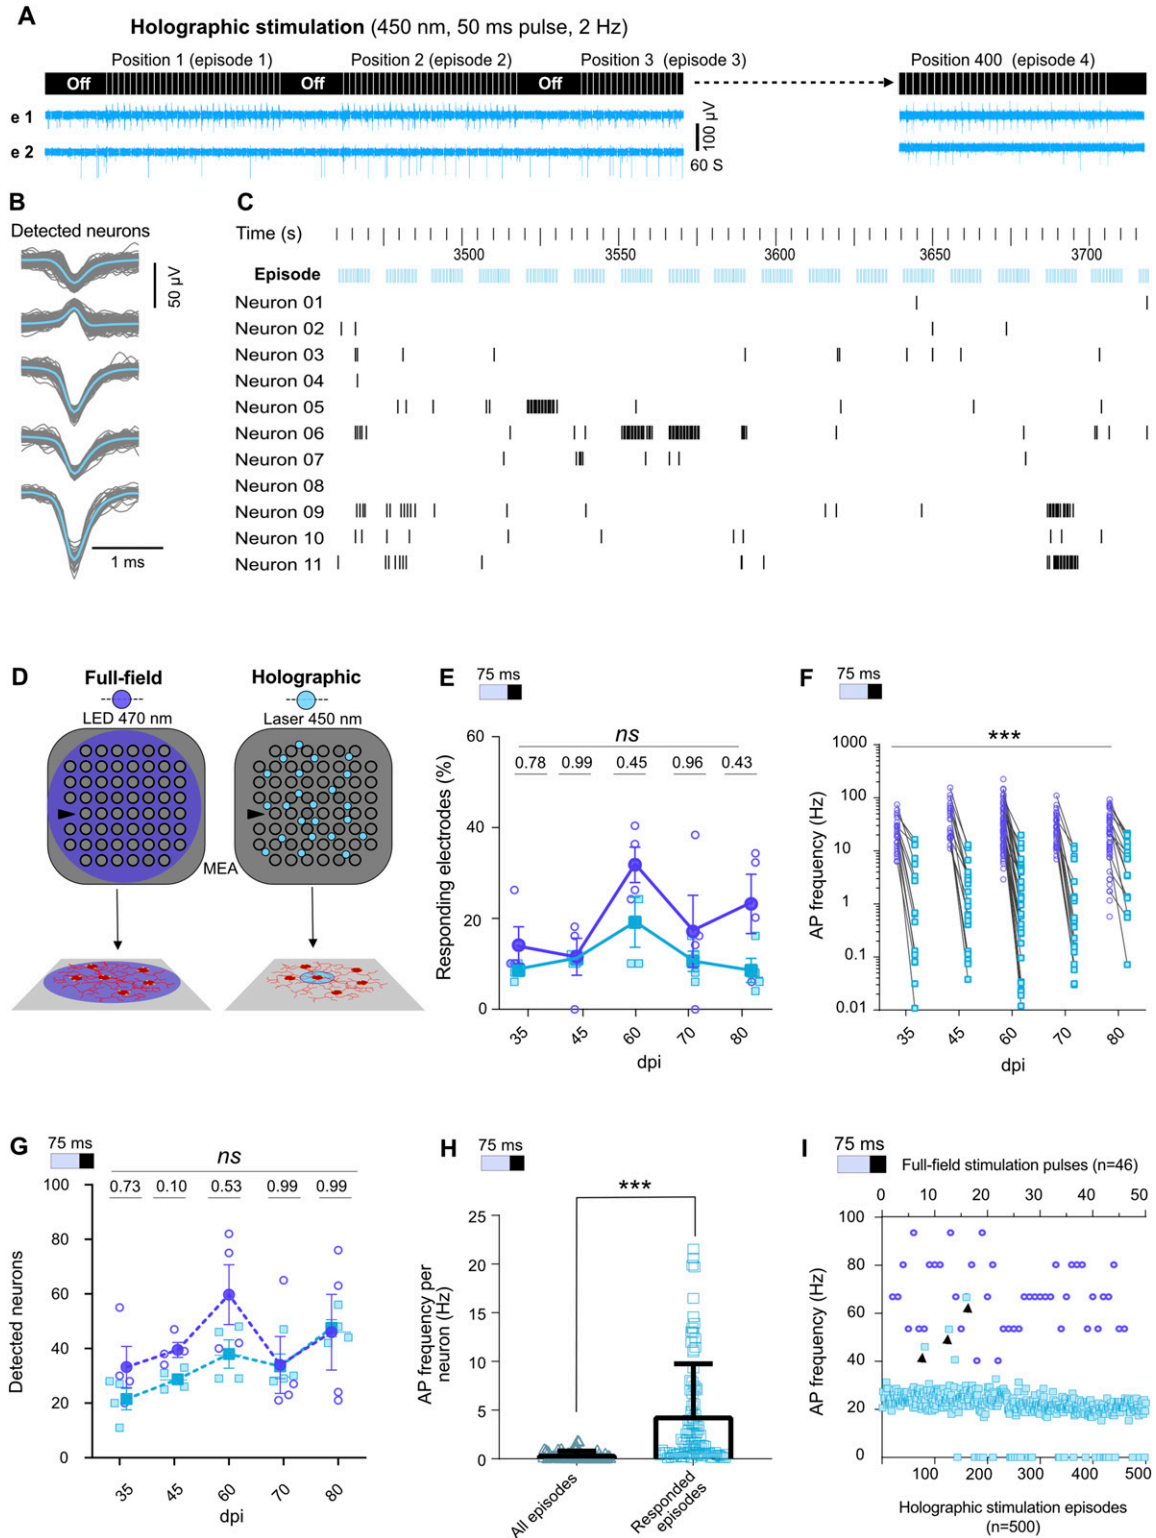 A
Holographic stimulation (450 nm, 50 ms pulse, 2 Hz)
Position 1 (episode 1)
Position 2 (episode 2)
Position 3 (episode 3)
Position 400 (episode 4)
Off
Off
Off
e 1
e 2
100 µV
60 S
B
Detected neurons
50 µV
1 ms
C
Time (s)
3500
3550
3600
3650
3700
Episode
Neuron 01
Neuron 02
Neuron 03
Neuron 04
Neuron 05
Neuron 06
Neuron 07
Neuron 08
Neuron 09
Neuron 10
Neuron 11
D
Full-field
LED 470 nm
Holographic
Laser 450 nm
MEA
E
75 ms
ns
0.78 0.99 0.45 0.96 0.43
Responding electrodes (%)
60
40
20
0
35 45 60 70 80
dpi
F
75 ms
***
AP frequency (Hz)
1000
100
10
1
0.1
0.01
35 45 60 70 80
dpi
G
75 ms
ns
0.73 0.10 0.53 0.99 0.99
Detected neurons
100
80
60
40
20
0
35 45 60 70 80
dpi
H
75 ms
***
AP frequency per
neuron (Hz)
25
20
15
10
5
0
All episodes
Responded
episodes
I
75 ms
Full-field stimulation pulses (n=46)
0 10 20 30 40 50
AP frequency (Hz)
100
80
60
40
20
0
100 200 300 400 500
Holographic stimulation episodes
(n=500)